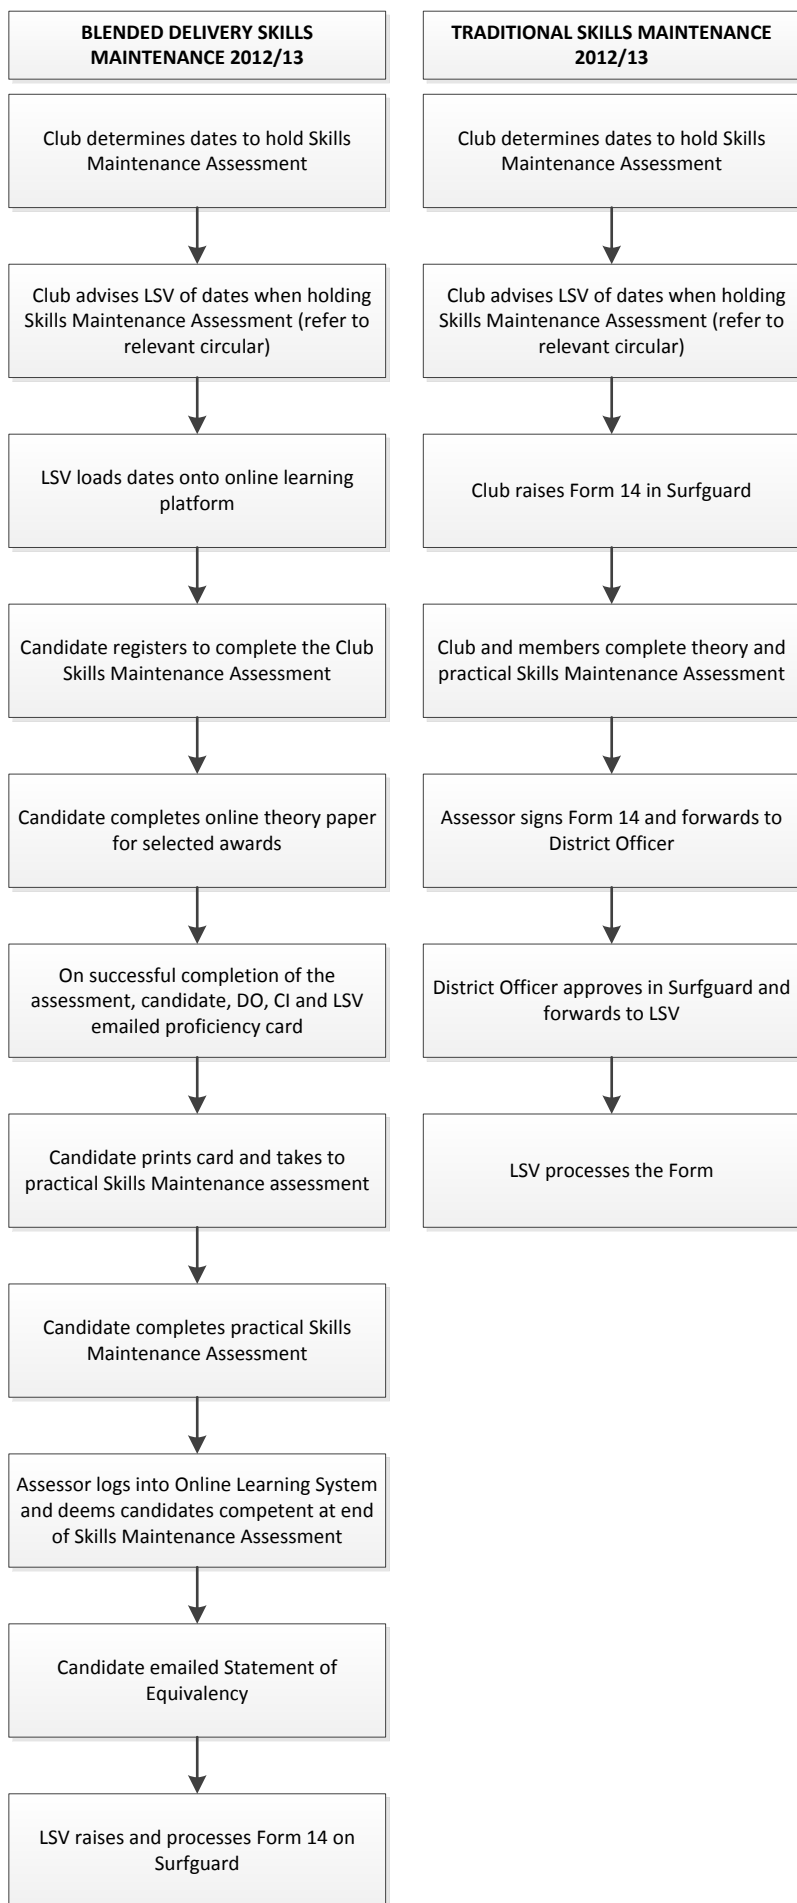 BLENDED DELIVERY SKILLS
MAINTENANCE 2012/13
Club determines dates to hold Skills
Maintenance Assessment
Club advises LSV of dates when holding
Skills Maintenance Assessment (refer to
relevant circular)
LSV loads dates onto online learning
platform
Candidate registers to complete the Club
Skills Maintenance Assessment
Candidate completes online theory paper
for selected awards
On successful completion of the
assessment, candidate, DO, CI and LSV
emailed proficiency card
Candidate prints card and takes to
practical Skills Maintenance assessment
Candidate completes practical Skills
Maintenance Assessment
Assessor logs into Online Learning System
and deems candidates competent at end
of Skills Maintenance Assessment
Candidate emailed Statement of
Equivalency
LSV raises and processes Form 14 on
Surfguard
TRADITIONAL SKILLS MAINTENANCE
2012/13
Club determines dates to hold Skills
Maintenance Assessment
Club advises LSV of dates when holding
Skills Maintenance Assessment (refer to
relevant circular)
Club raises Form 14 in Surfguard
Club and members complete theory and
practical Skills Maintenance Assessment
Assessor signs Form 14 and forwards to
District Officer
District Officer approves in Surfguard and
forwards to LSV
LSV processes the Form